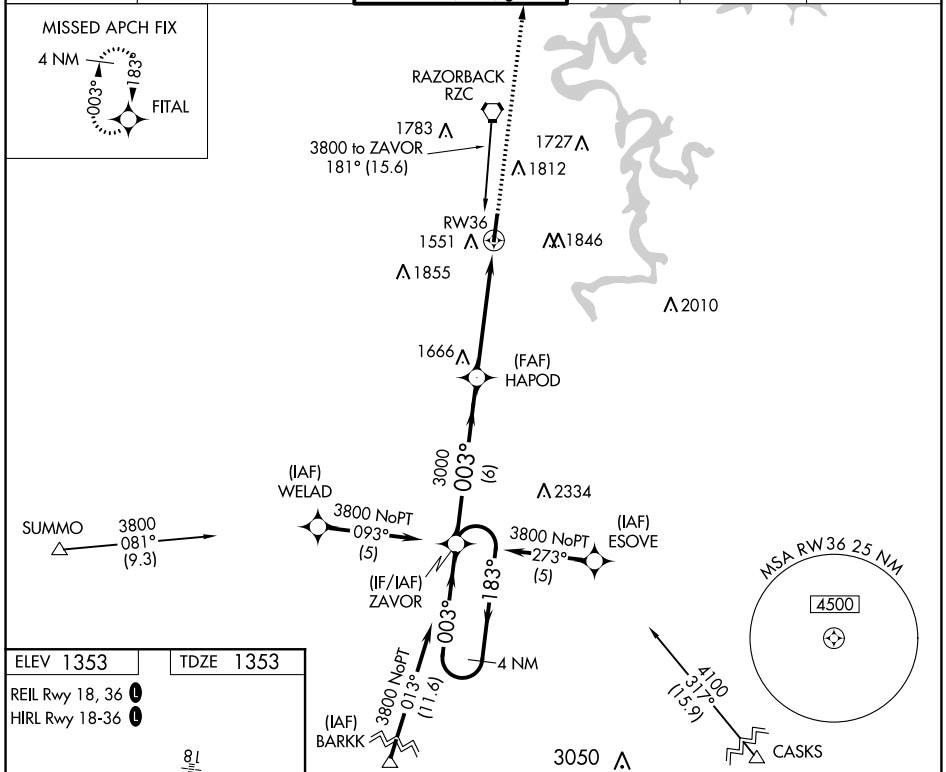 MISSED APCH FIX
4 NM
003°
183°
FITAL
RAZORBACK
RZC
1783
3800 to ZAVOR
181° (15.6)
1727
1812
RW36
1551
1846
1855
2010
1666
(FAF)
HAPOD
3000
003°
(6)
2334
(IAF)
WELAD
3800 NoPT
093°
(5)
SUMMO
3800
081°
(9.3)
3800 NoPT
273°
(5)
(IAF)
ESOVE
(IF/IAF)
ZAVOR
003°
183°
4 NM
MSA RW36 25 NM
4500
ELEV 1353
TDZE 1353
REIL Rwy 18, 36 L
HIRL Rwy 18-36 L
18
3800 NoPT
013°
(11.6)
(IAF)
BARKK
4100
317°
(15.9)
CASKS
3050